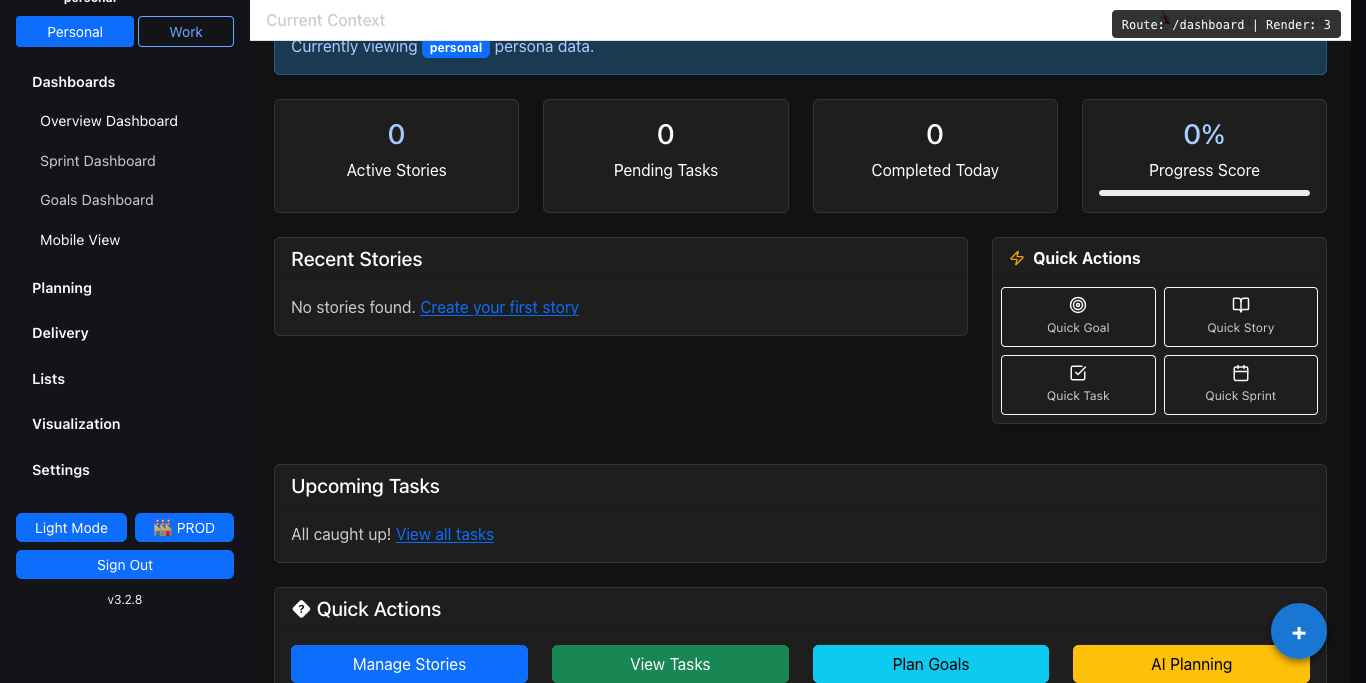 personal
Personal
Work
Dashboards
Overview Dashboard
Sprint Dashboard
Goals Dashboard
Mobile View
Planning
Delivery
Lists
Visualization
Settings
Light Mode
🏰 PROD
Sign Out
v3.2.8
Current Context
Route: /dashboard | Render: 3
Currently viewing personal persona data.
0
Active Stories
0
Pending Tasks
0
Completed Today
0%
Progress Score
Recent Stories
No stories found. Create your first story
Quick Actions
Quick Goal
Quick Story
Quick Task
Quick Sprint
Upcoming Tasks
All caught up! View all tasks
Quick Actions
Manage Stories
View Tasks
Plan Goals
AI Planning
+